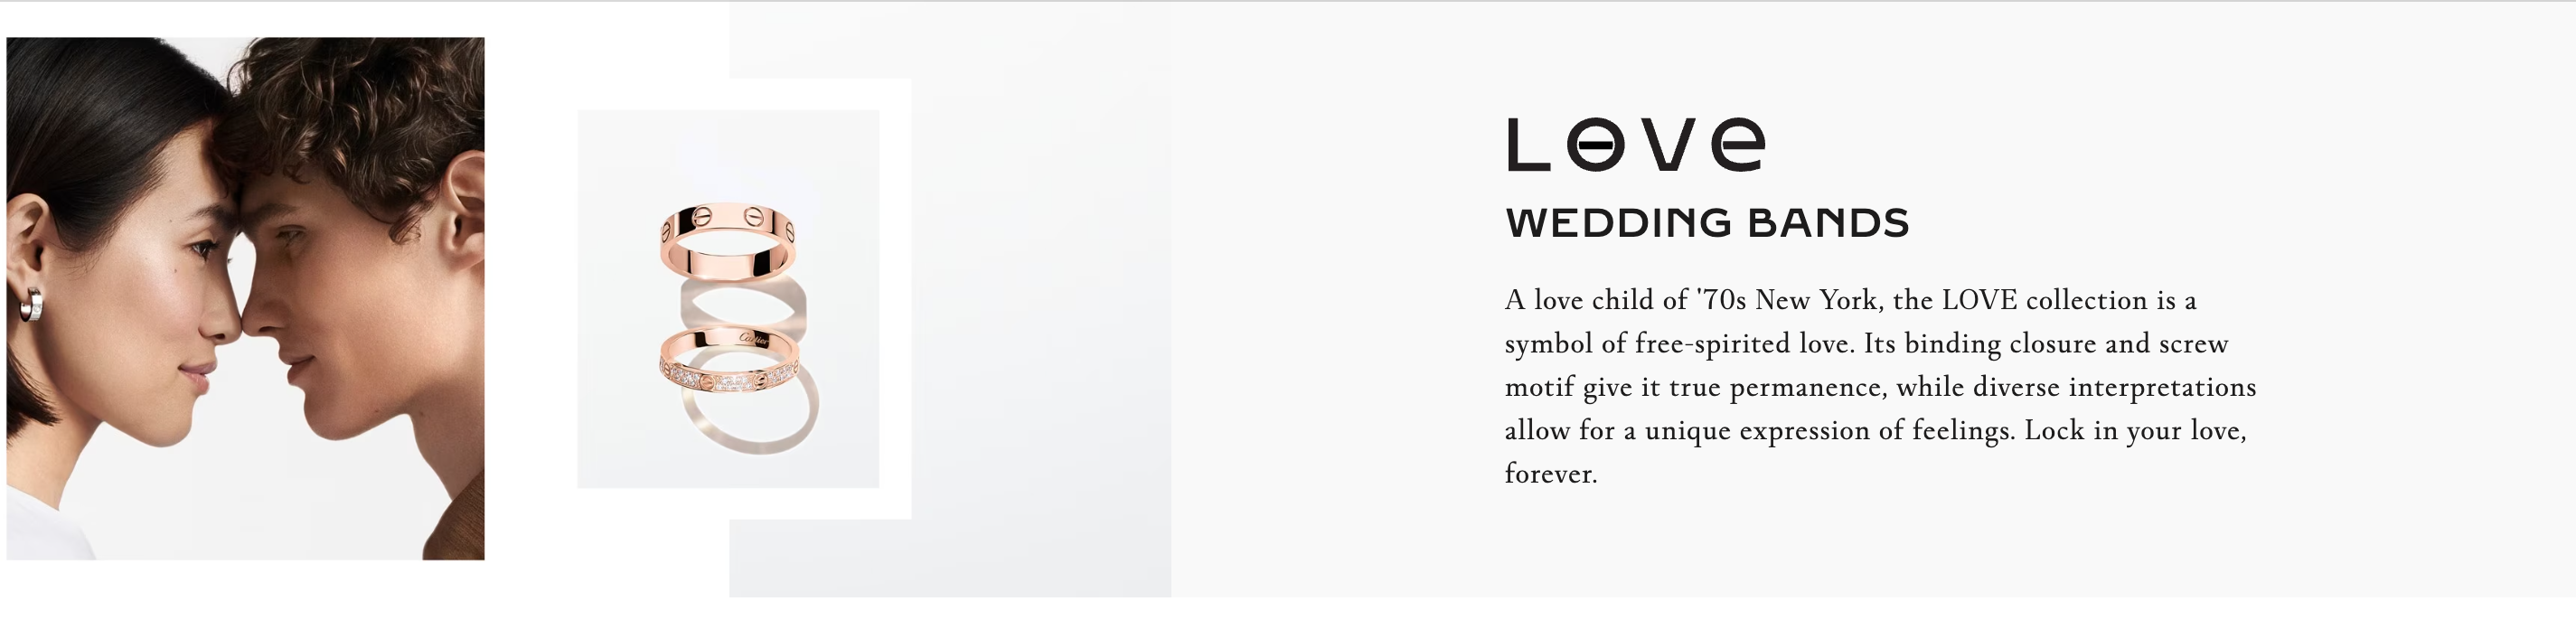 Cartier
LOVe
WEDDING BANDS
A love child of '70s New York, the LOVE collection is a
symbol of free-spirited love. Its binding closure and screw
motif give it true permanence, while diverse interpretations
allow for a unique expression of feelings. Lock in your love,
forever.